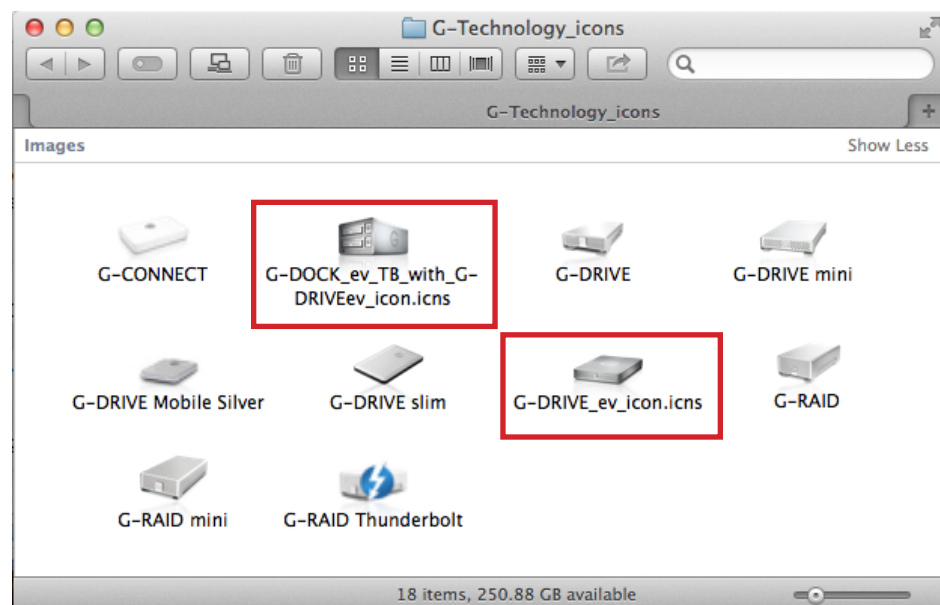 G-Technology_icons
G-Technology_icons
Images
Show Less
G-CONNECT
G-DOCK_ev_TB_with_G-
DRIVEev_icon.icns
G-DRIVE
G-DRIVE mini
G-DRIVE Mobile Silver
G-DRIVE slim
G-DRIVE_ev_icon.icns
G-RAID
G-RAID mini
G-RAID Thunderbolt
18 items, 250.88 GB available